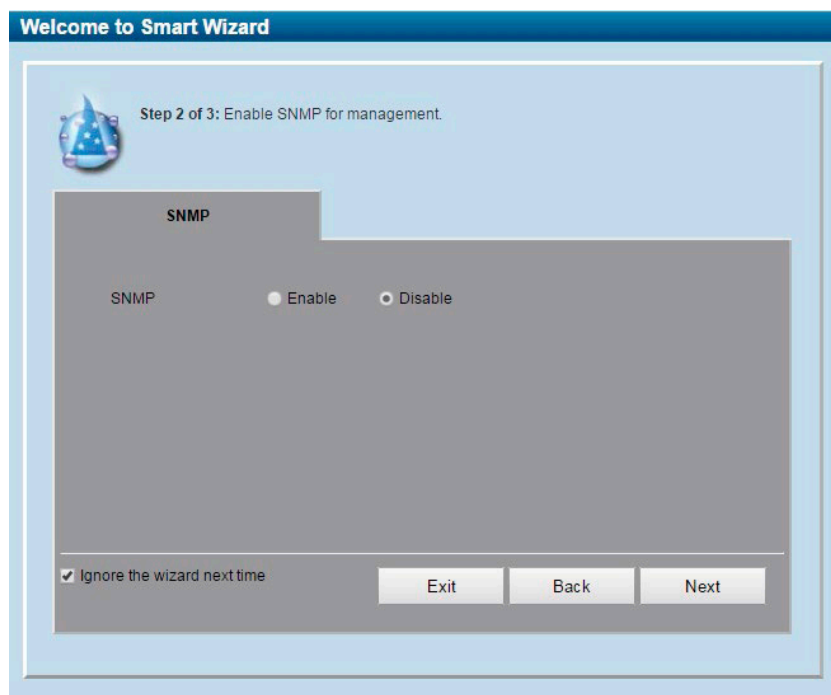 Welcome to Smart Wizard
Step 2 of 3: Enable SNMP for management.
SNMP
SNMP Enable Disable
Ignore the wizard next time
Exit Back Next